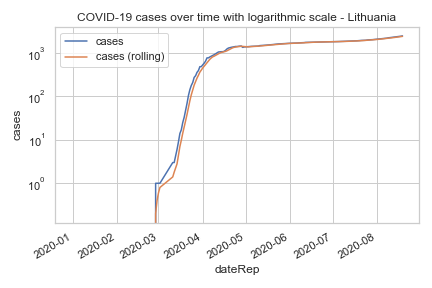 COVID-19 cases over time with logarithmic scale - Lithuania
cases
cases (rolling)
10³
10²
10¹
10⁰
cases
2020-01
2020-02
2020-03
2020-04
2020-05
2020-06
2020-07
2020-08
dateRep